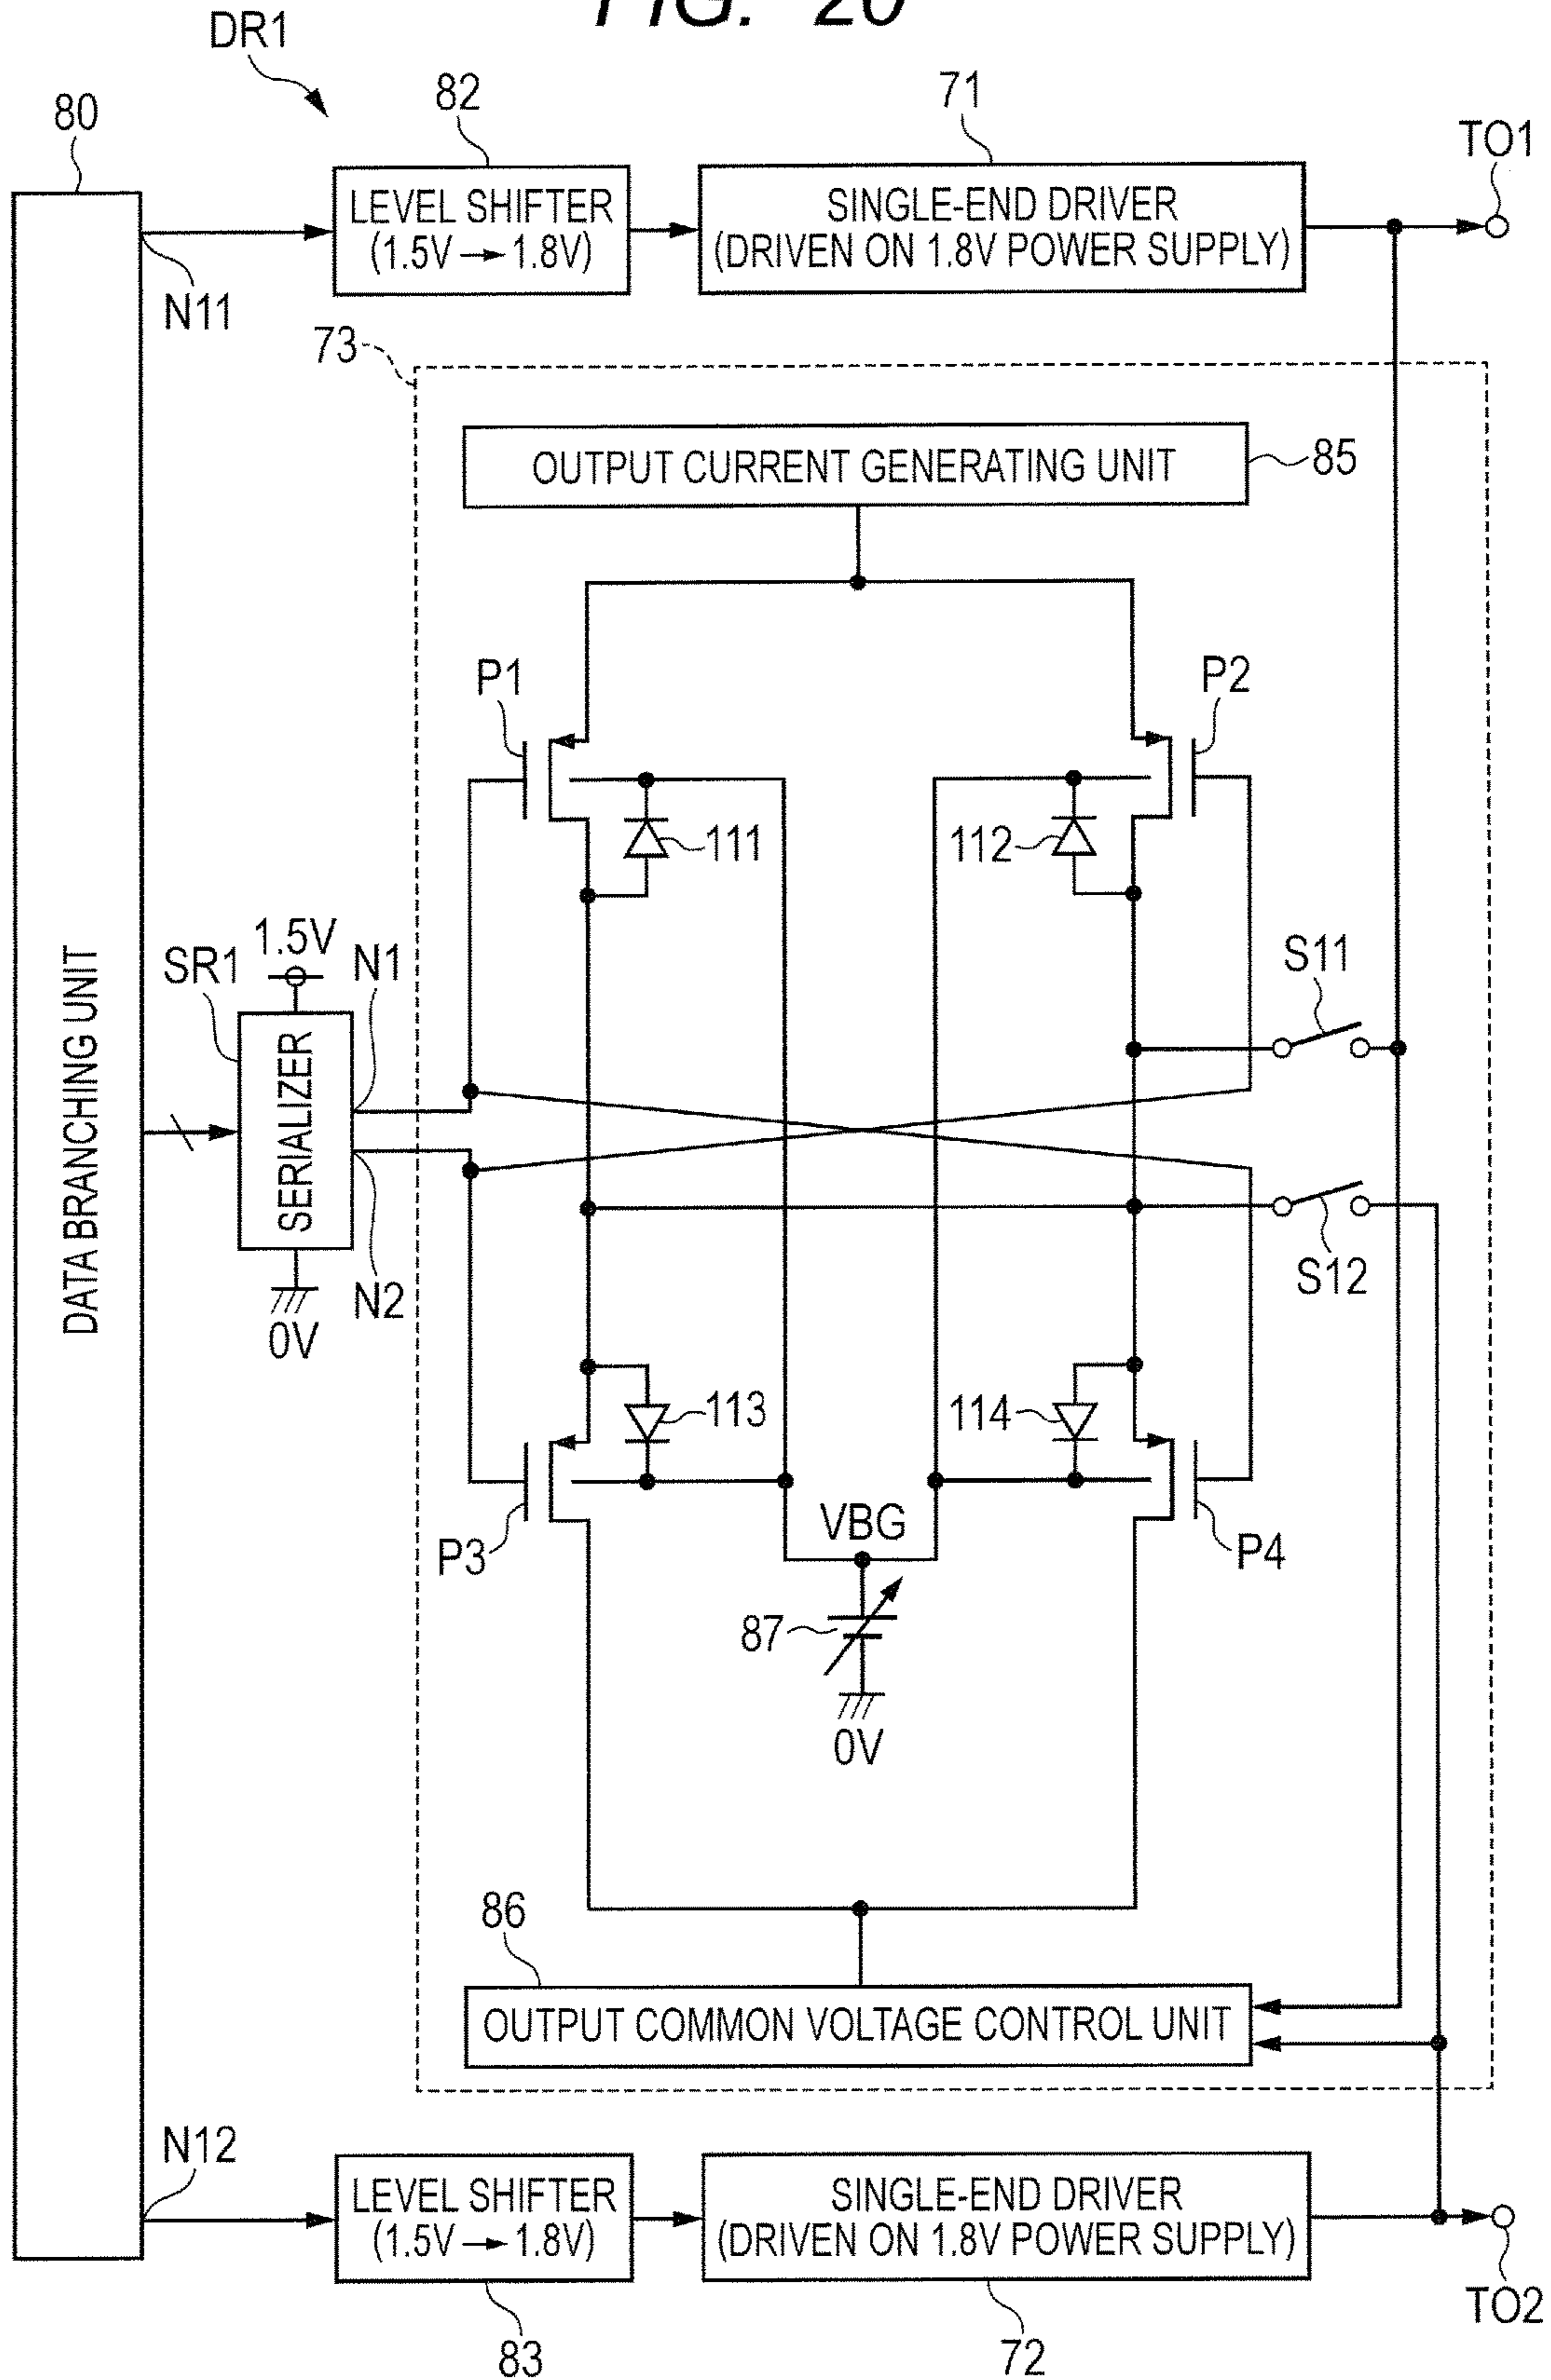 FIG. 20
DR1
80
82
71
TO1
LEVEL SHIFTER
(1.5V → 1.8V)
SINGLE-END DRIVER
(DRIVEN ON 1.8V POWER SUPPLY)
N11
73
OUTPUT CURRENT GENERATING UNIT
85
P1
P2
111
112
DATA BRANCHING UNIT
SR1
1.5V
N1
S11
SERIALIZER
N2
0V
S12
113
114
P3
VBG
P4
87
0V
86
OUTPUT COMMON VOLTAGE CONTROL UNIT
N12
LEVEL SHIFTER
(1.5V → 1.8V)
SINGLE-END DRIVER
(DRIVEN ON 1.8V POWER SUPPLY)
TO2
83
72